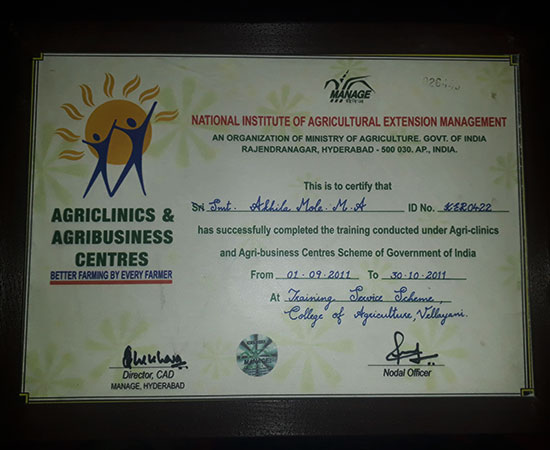 MANAGE
NATIONAL INSTITUTE OF AGRICULTURAL EXTENSION MANAGEMENT
AN ORGANIZATION OF MINISTRY OF AGRICULTURE. GOVT. OF INDIA
RAJENDRANAGAR, HYDERABAD - 500 030. AP., INDIA.
AGRICLINICS &
AGRIBUSINESS
CENTRES
BETTER FARMING BY EVERY FARMER
This is to certify that
Sri Smt. Akhila Mole. M. A ID No. KER0422
has successfully completed the training conducted under Agri-clinics
and Agri-business Centres Scheme of Government of India
From 01-09-2011 To 30-10-2011
At Training Service Scheme,
College of Agriculture, Vellayani.
Director, CAD
MANAGE, HYDERABAD
Nodal Officer